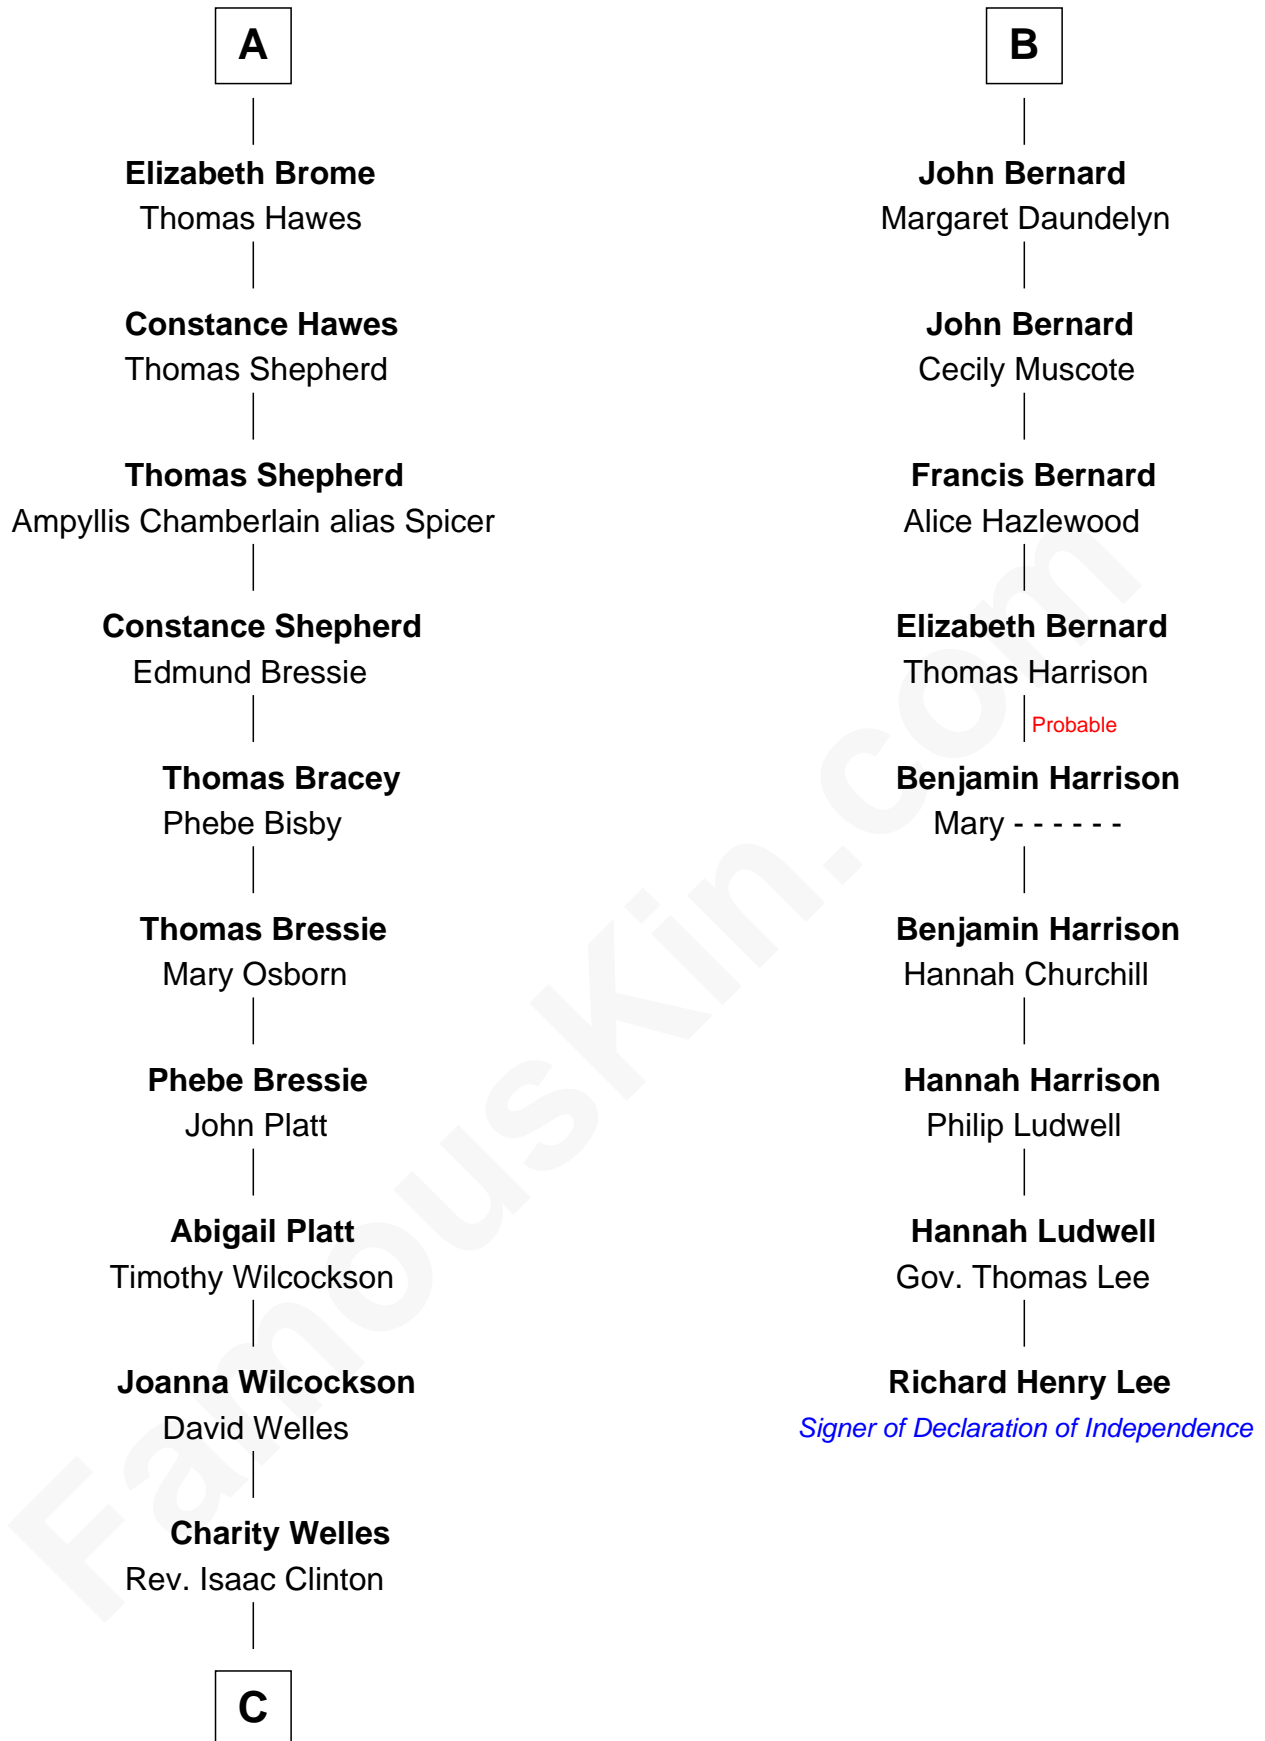 A
Elizabeth Brome
Thomas Hawes
Constance Hawes
Thomas Shepherd
Thomas Shepherd
Ampyllis Chamberlain alias Spicer
Constance Shepherd
Edmund Bressie
Thomas Bracey
Phebe Bisby
Thomas Bressie
Mary Osborn
Phebe Bressie
John Platt
Abigail Platt
Timothy Wilcockson
Joanna Wilcockson
David Welles
Charity Welles
Rev. Isaac Clinton
C
B
John Bernard
Margaret Daundelyn
John Bernard
Cecily Muscote
Francis Bernard
Alice Hazlewood
Elizabeth Bernard
Thomas Harrison
Probable
Benjamin Harrison
Mary - - - - - -
Benjamin Harrison
Hannah Churchill
Hannah Harrison
Philip Ludwell
Hannah Ludwell
Gov. Thomas Lee
Richard Henry Lee
Signer of Declaration of Independence
FamousKin.com